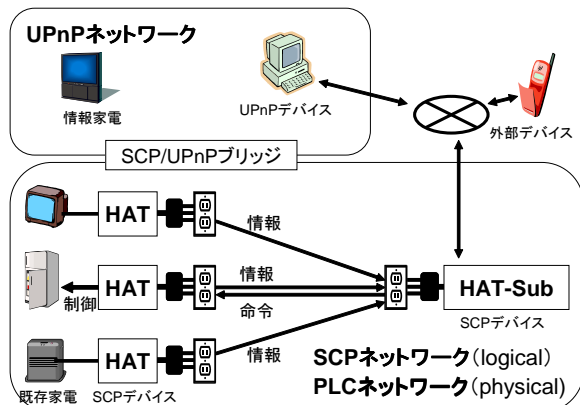 UPnPネットワーク
情報家電
UPnPデバイス
外部デバイス
SCP/UPnPブリッジ
HAT
情報
制御
HAT
情報
命令
HAT-Sub
SCPデバイス
HAT
情報
既存家電
SCPデバイス
SCPネットワーク(logical)
PLCネットワーク(physical)